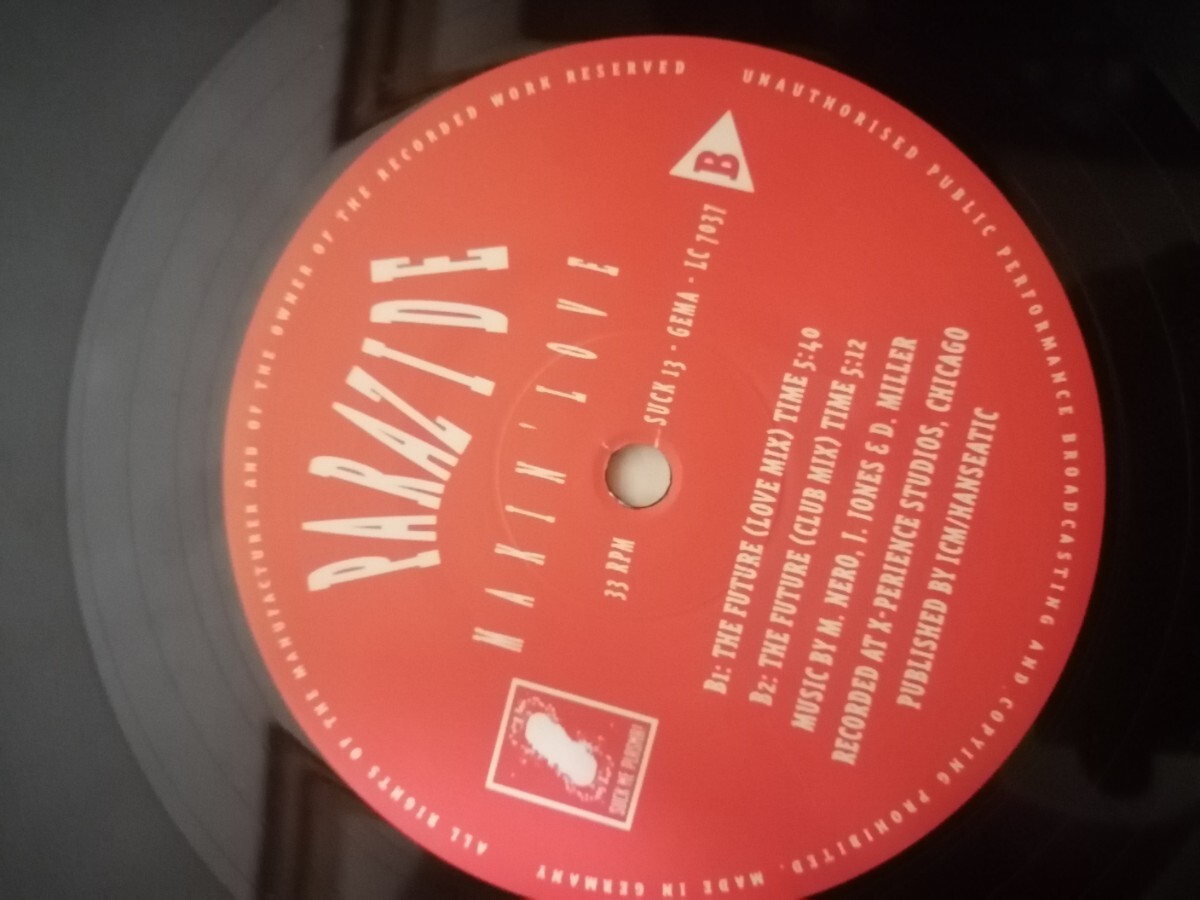 PARAZIDE
MAKIN' LOVE
33 RPM
SUCK 13 · GEMA · LC 7037
B
SUCK ME PLASMA!
B1: THE FUTURE (LOVE MIX) TIME 5:40
B2: THE FUTURE (CLUB MIX) TIME 5:12
MUSIC BY M. NERO, J. JONES & D. MILLER
RECORDED AT X-PERIENCE STUDIOS, CHICAGO
PUBLISHED BY ICM/HANSEATIC
ALL RIGHTS OF THE MANUFACTURER AND OF THE OWNER OF THE RECORDED WORK RESERVED
UNAUTHORISED PUBLIC PERFORMANCE BROADCASTING AND COPYING PROHIBITED. MADE IN GERMANY